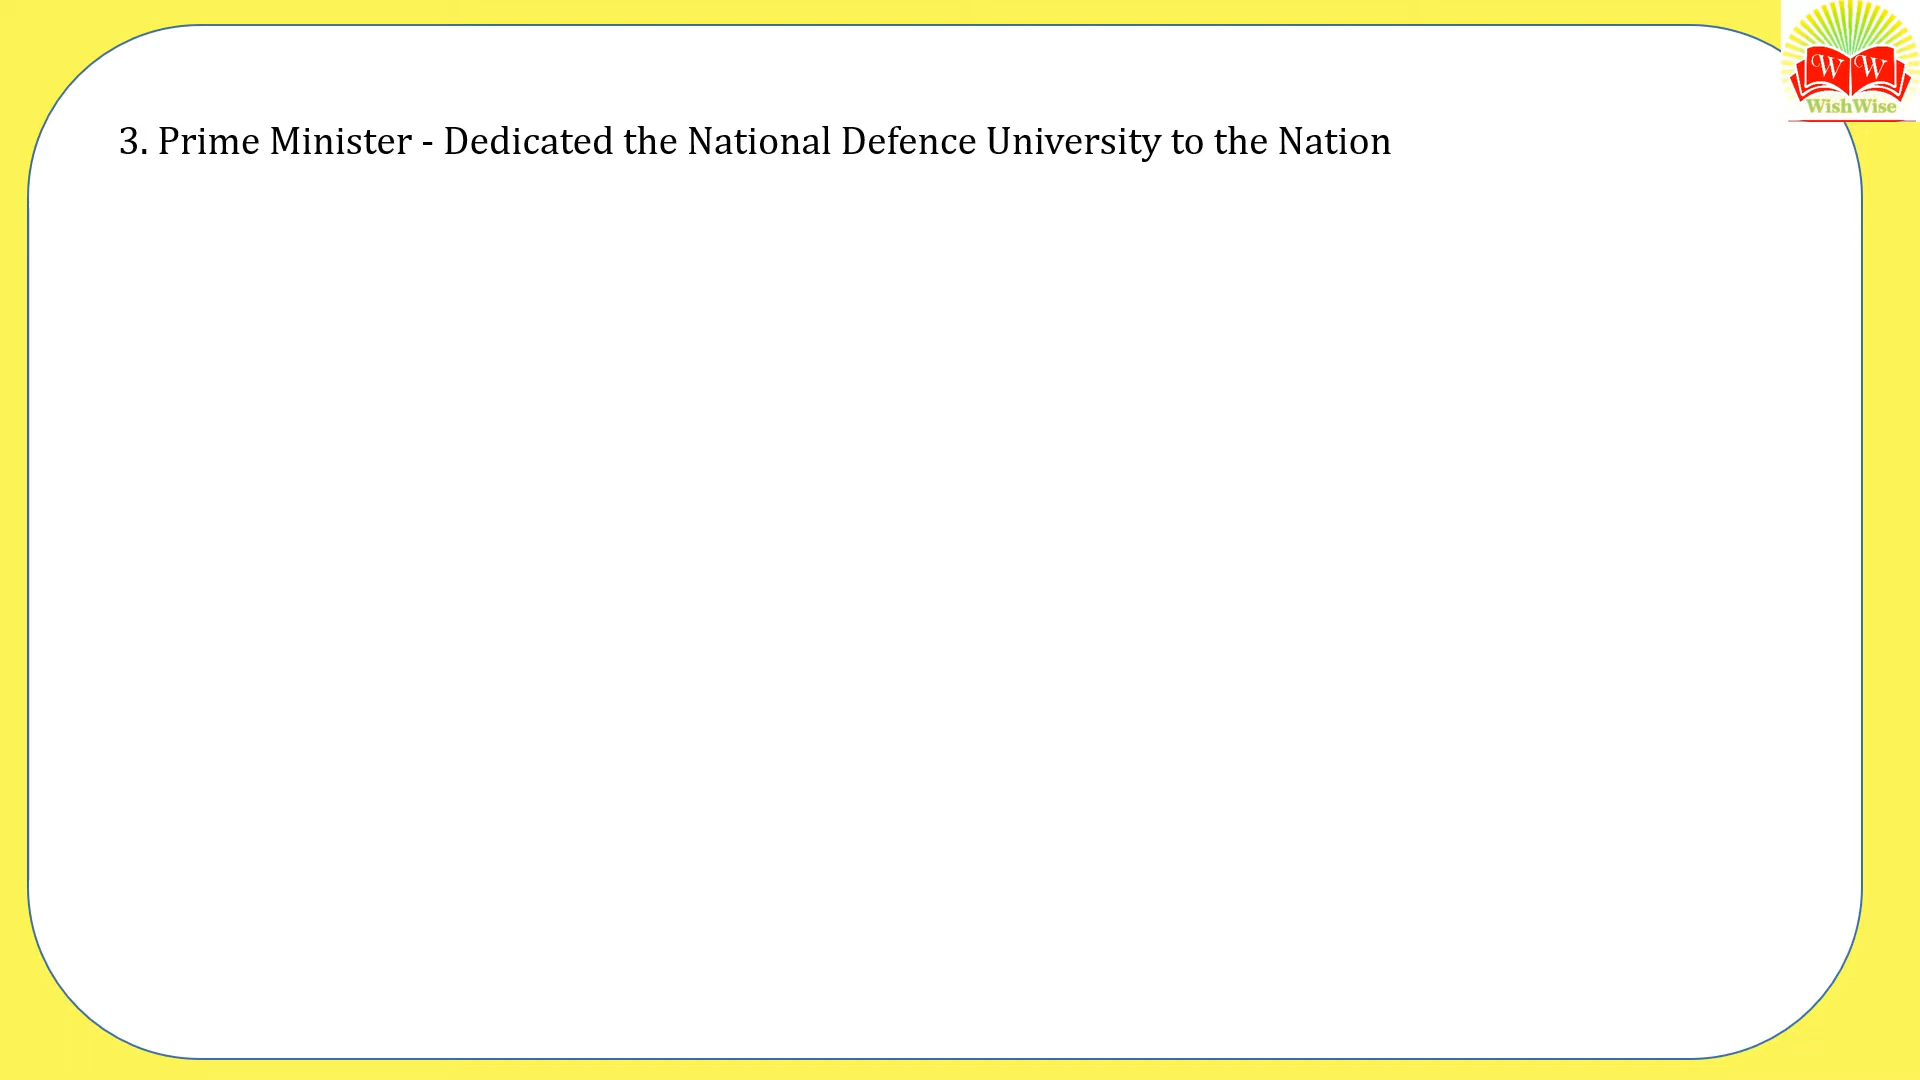 W W
WishWise
3. Prime Minister - Dedicated the National Defence University to the Nation